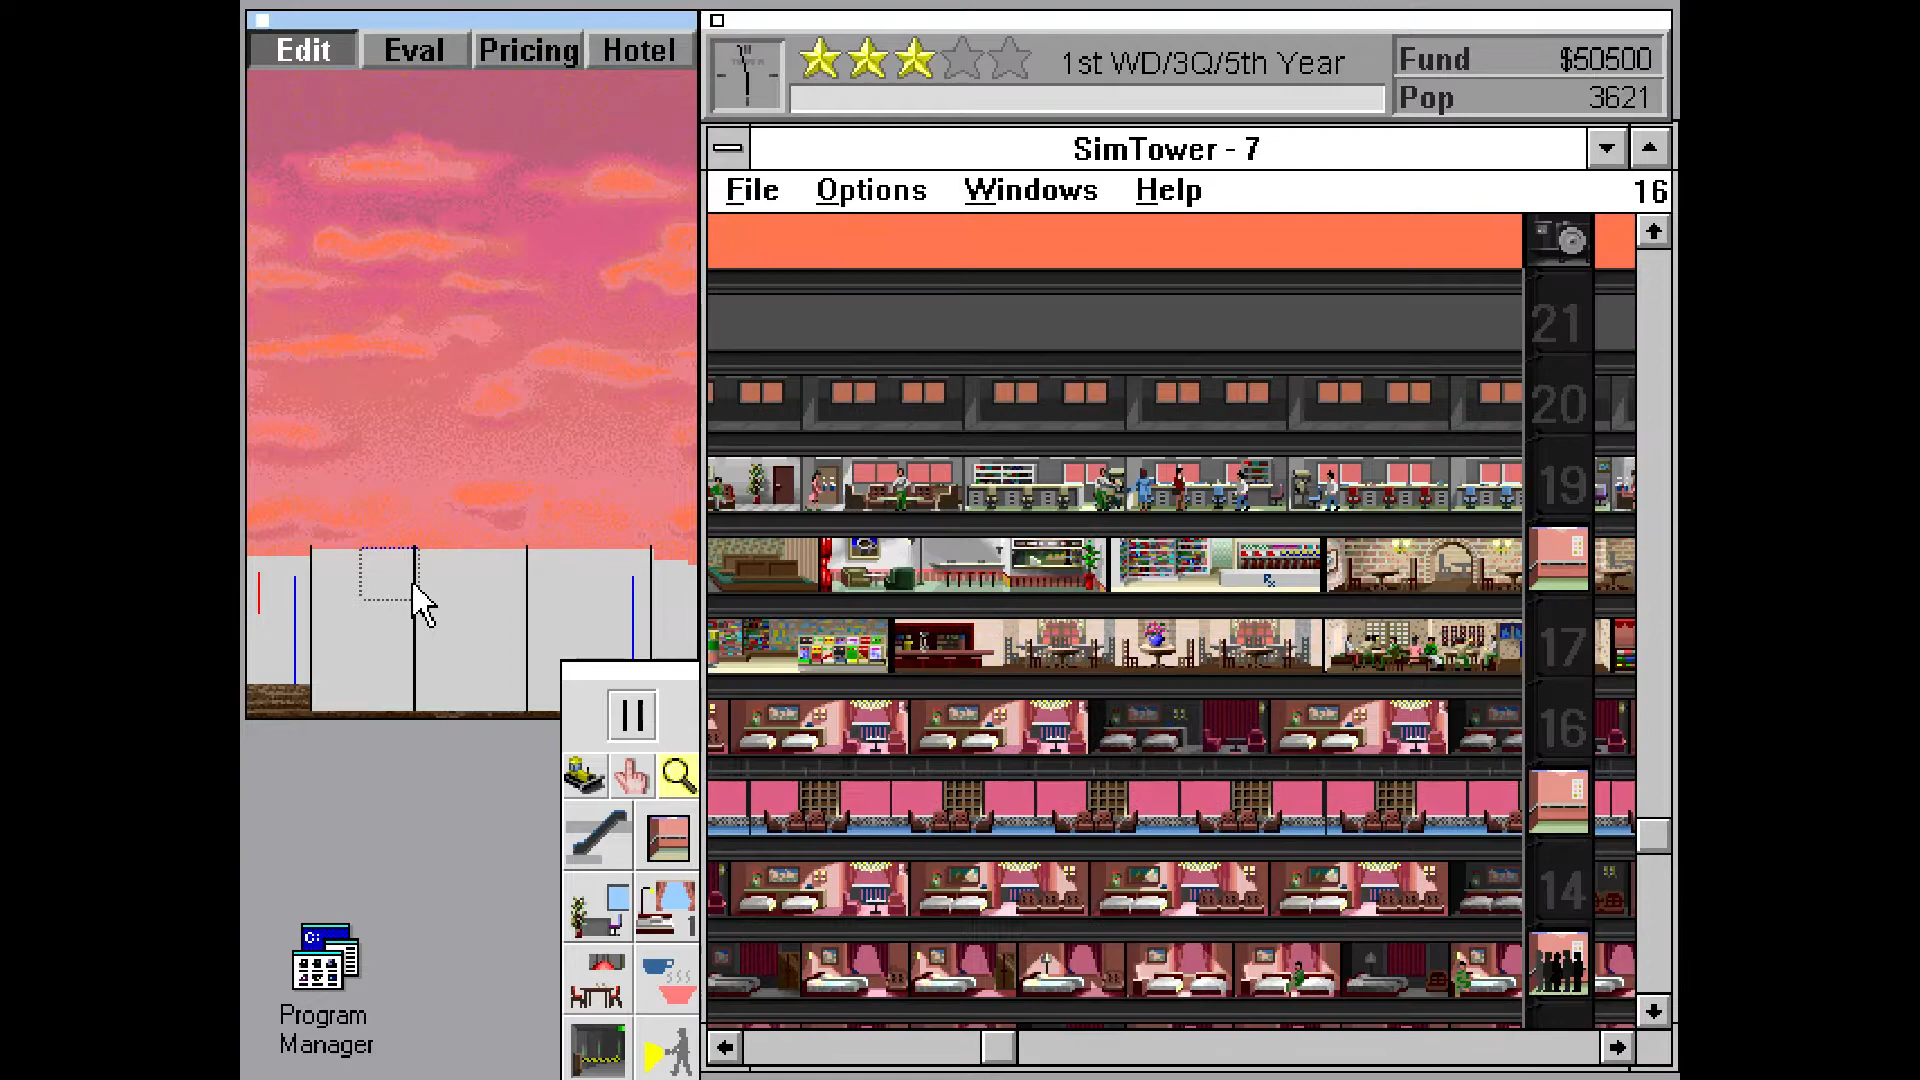 Edit Eval Pricing Hotel
1st WD/3Q/5th Year
Fund $50500
Pop 3621
SimTower - 7
File Options Windows Help 16
21
20
19
17
16
14
1
C:
Program
Manager